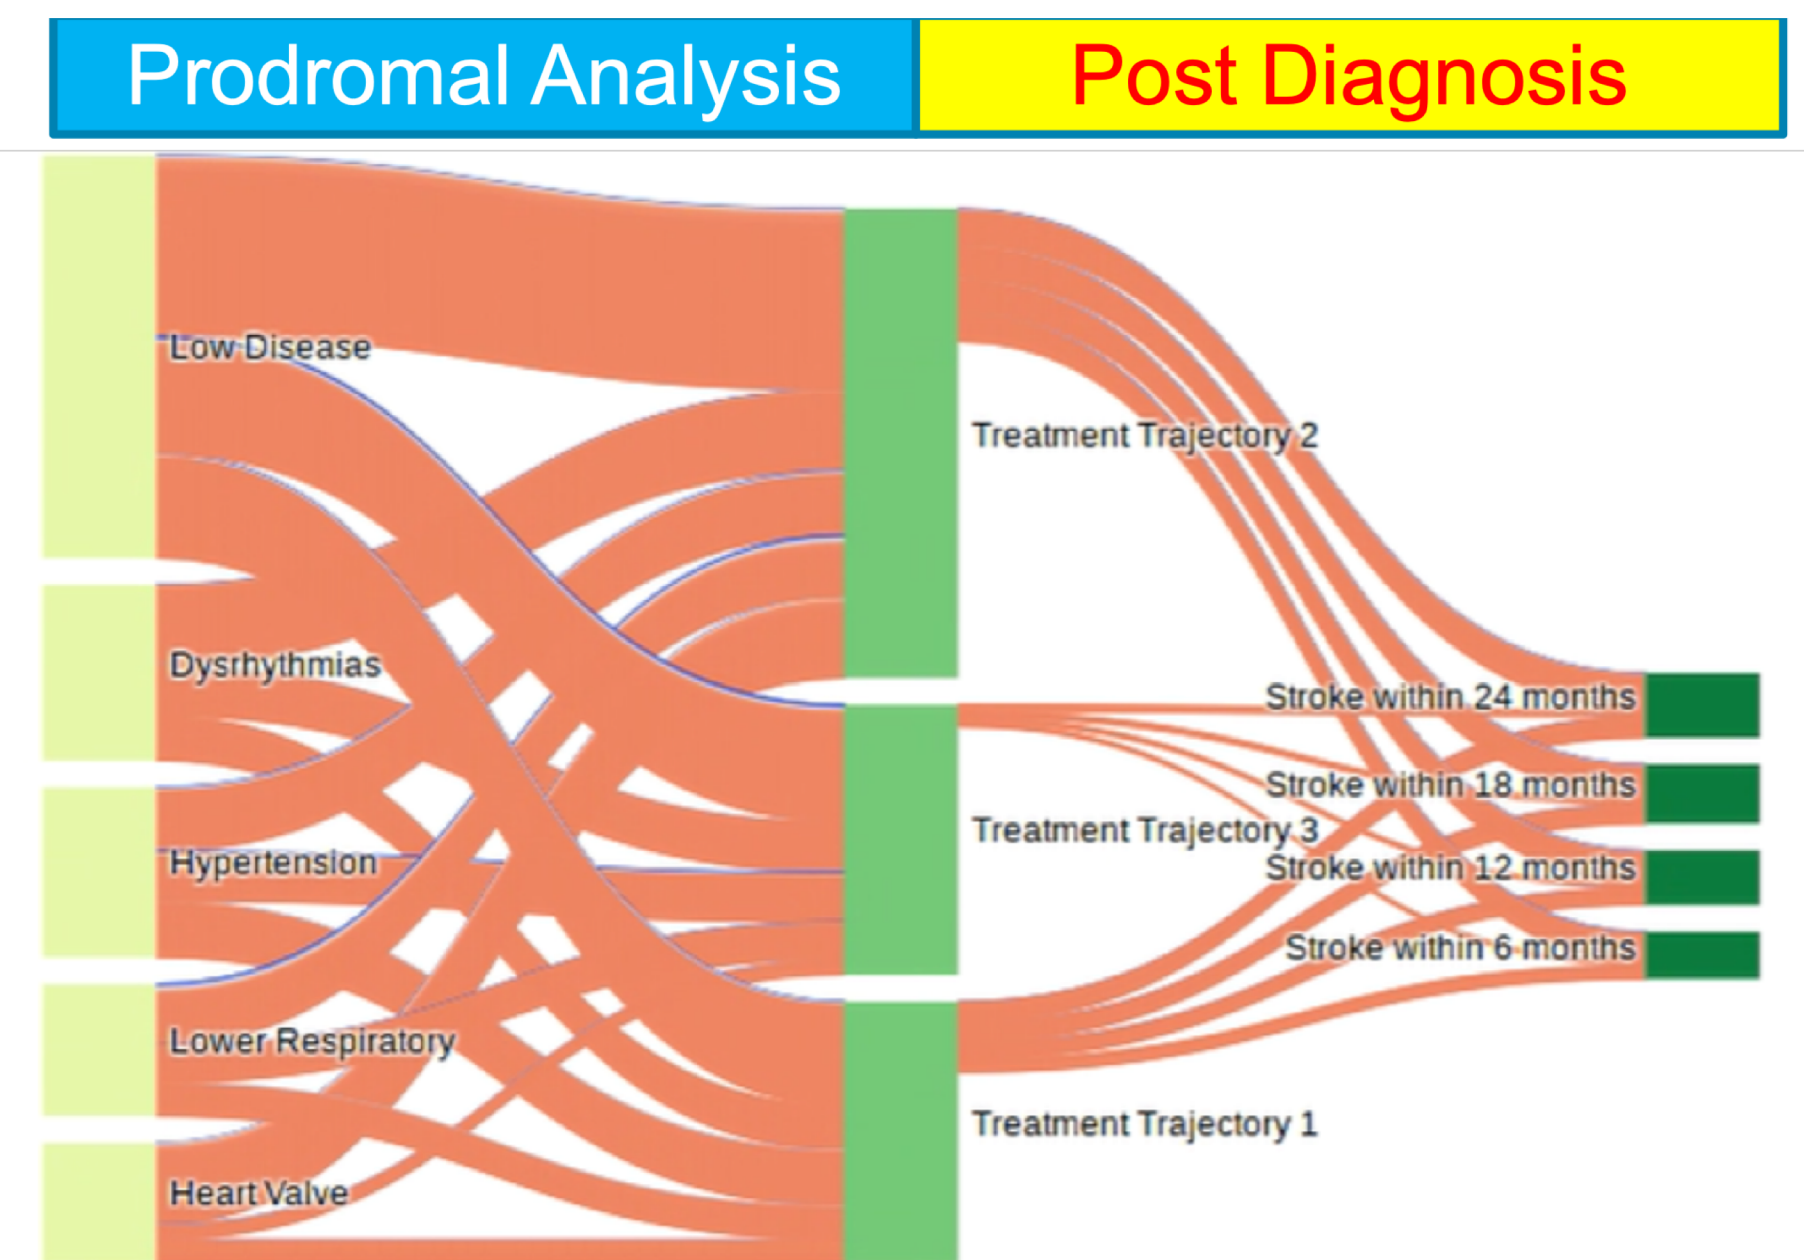 Prodromal Analysis
Post Diagnosis
Low Disease
Dysrhythmias
Hypertension
Lower Respiratory
Heart Valve
Treatment Trajectory 2
Treatment Trajectory 3
Treatment Trajectory 1
Stroke within 24 months
Stroke within 18 months
Stroke within 12 months
Stroke within 6 months